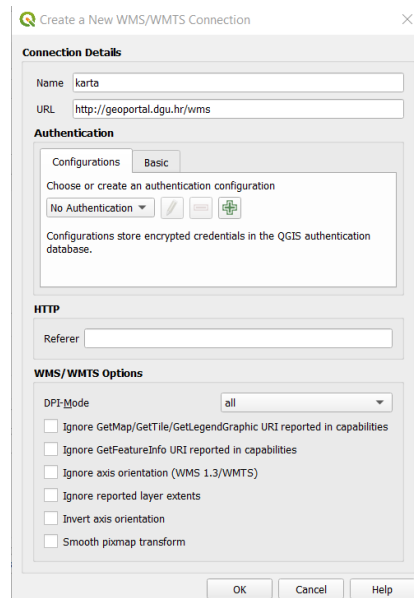 Create a New WMS/WMTS Connection
Connection Details
Name karta
URL http://geoportal.dgu.hr/wms
Authentication
Configurations Basic
Choose or create an authentication configuration
No Authentication
Configurations store encrypted credentials in the QGIS authentication
database.
HTTP
Referer
WMS/WMTS Options
DPI-Mode all
Ignore GetMap/GetTile/GetLegendGraphic URI reported in capabilities
Ignore GetFeatureInfo URI reported in capabilities
Ignore axis orientation (WMS 1.3/WMTS)
Ignore reported layer extents
Invert axis orientation
Smooth pixmap transform
OK Cancel Help